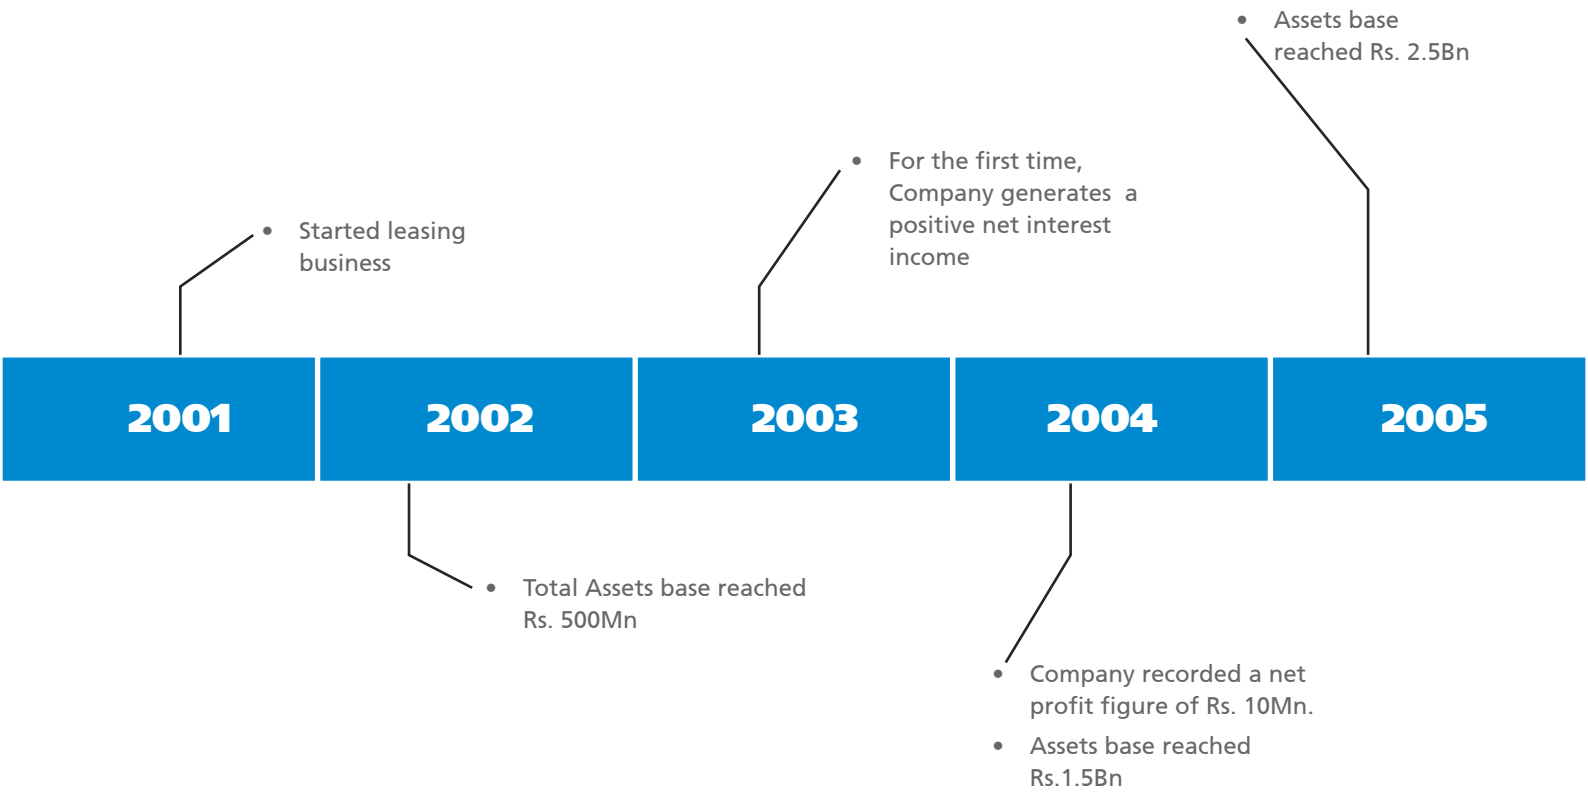 • Assets base
reached Rs. 2.5Bn
• For the first time,
Company generates a
positive net interest
income
• Started leasing
business
2001
2002
2003
2004
2005
• Total Assets base reached
Rs. 500Mn
• Company recorded a net
profit figure of Rs. 10Mn.
• Assets base reached
Rs.1.5Bn